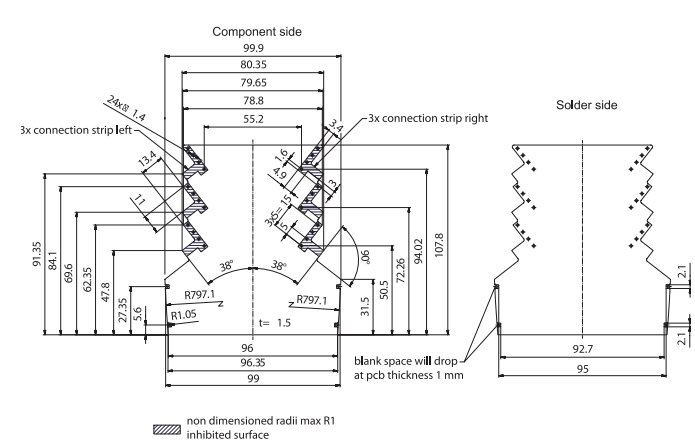 Component side
99.9
80.35
79.65
78.8
55.2
24x 1.4
3x connection strip left
3x connection strip right
Solder side
3.4
1.6
4.9
3
3x5 = 15
5
13.4
11
91.35
84.1
69.6
62.35
47.8
27.35
5.6
38°
38°
90°
R797.1
R797.1
R1.05
t= 1.5
31.5
50.5
72.26
94.02
107.8
96
96.35
99
2.1
2.1
blank space will drop
at pcb thickness 1 mm
92.7
95
non dimensioned radii max R1
inhibited surface